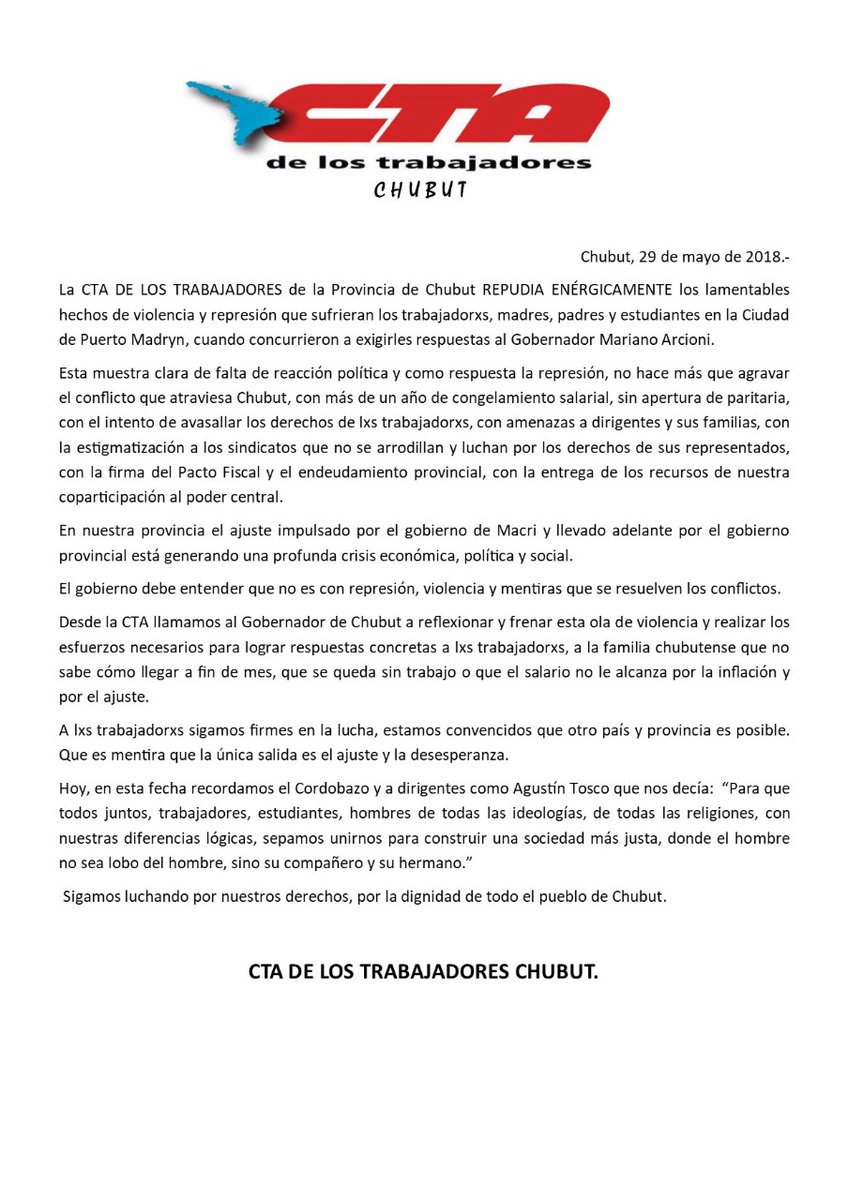 CTA
de los trabajadores
CHUBUT
Chubut, 29 de mayo de 2018.-
La CTA DE LOS TRABAJADORES de la Provincia de Chubut REPUDIA ENÉRGICAMENTE los lamentables
hechos de violencia y represión que sufrieran los trabajadorxs, madres, padres y estudiantes en la Ciudad
de Puerto Madryn, cuando concurrieron a exigirles respuestas al Gobernador Mariano Arcioni.
Esta muestra clara de falta de reacción política y como respuesta la represión, no hace más que agravar
el conflicto que atraviesa Chubut, con más de un año de congelamiento salarial, sin apertura de paritaria,
con el intento de avasallar los derechos de lxs trabajadorxs, con amenazas a dirigentes y sus familias, con
la estigmatización a los sindicatos que no se arrodillan y luchan por los derechos de sus representados,
con la firma del Pacto Fiscal y el endeudamiento provincial, con la entrega de los recursos de nuestra
coparticipación al poder central.
En nuestra provincia el ajuste impulsado por el gobierno de Macri y llevado adelante por el gobierno
provincial está generando una profunda crisis económica, política y social.
El gobierno debe entender que no es con represión, violencia y mentiras que se resuelven los conflictos.
Desde la CTA llamamos al Gobernador de Chubut a reflexionar y frenar esta ola de violencia y realizar los
esfuerzos necesarios para lograr respuestas concretas a lxs trabajadorxs, a la familia chubutense que no
sabe cómo llegar a fin de mes, que se queda sin trabajo o que el salario no le alcanza por la inflación y
por el ajuste.
A lxs trabajadorxs sigamos firmes en la lucha, estamos convencidos que otro país y provincia es posible.
Que es mentira que la única salida es el ajuste y la desesperanza.
Hoy, en esta fecha recordamos el Cordobazo y a dirigentes como Agustín Tosco que nos decía: “Para que
todos juntos, trabajadores, estudiantes, hombres de todas las ideologías, de todas las religiones, con
nuestras diferencias lógicas, sepamos unirnos para construir una sociedad más justa, donde el hombre
no sea lobo del hombre, sino su compañero y su hermano.”
Sigamos luchando por nuestros derechos, por la dignidad de todo el pueblo de Chubut.
CTA DE LOS TRABAJADORES CHUBUT.